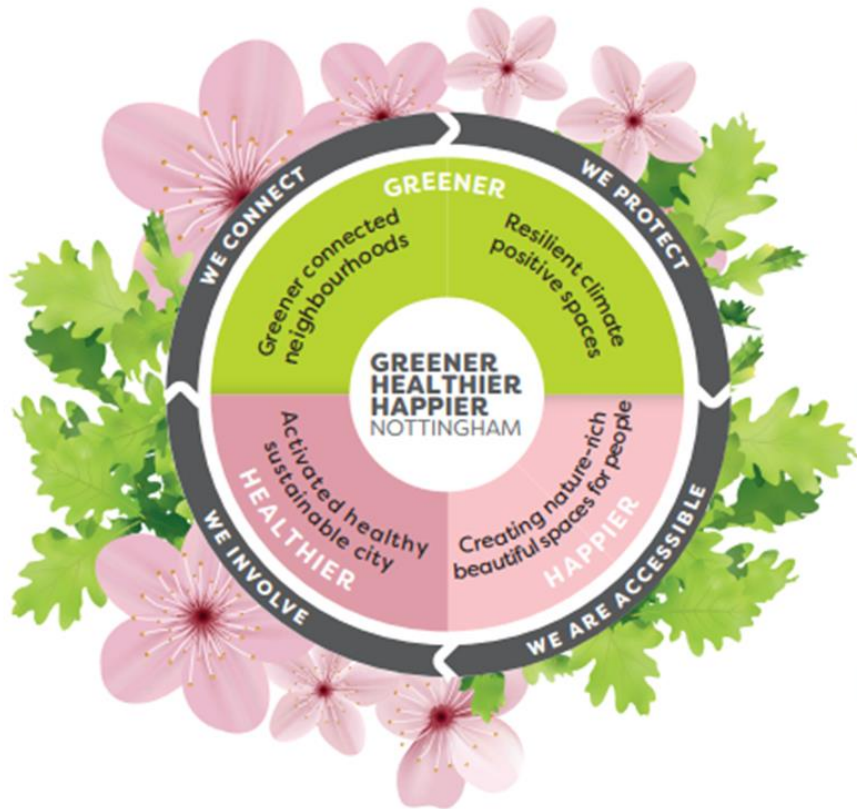 WE CONNECT
WE PROTECT
GREENER
Greener connected
neighbourhoods
Resilient climate
positive spaces
GREENER
HEALTHIER
HAPPIER
NOTTINGHAM
Activated healthy
sustainable city
HEALTHIER
Creating nature-rich
beautiful spaces for people
HAPPIER
WE INVOLVE
WE ARE ACCESSIBLE